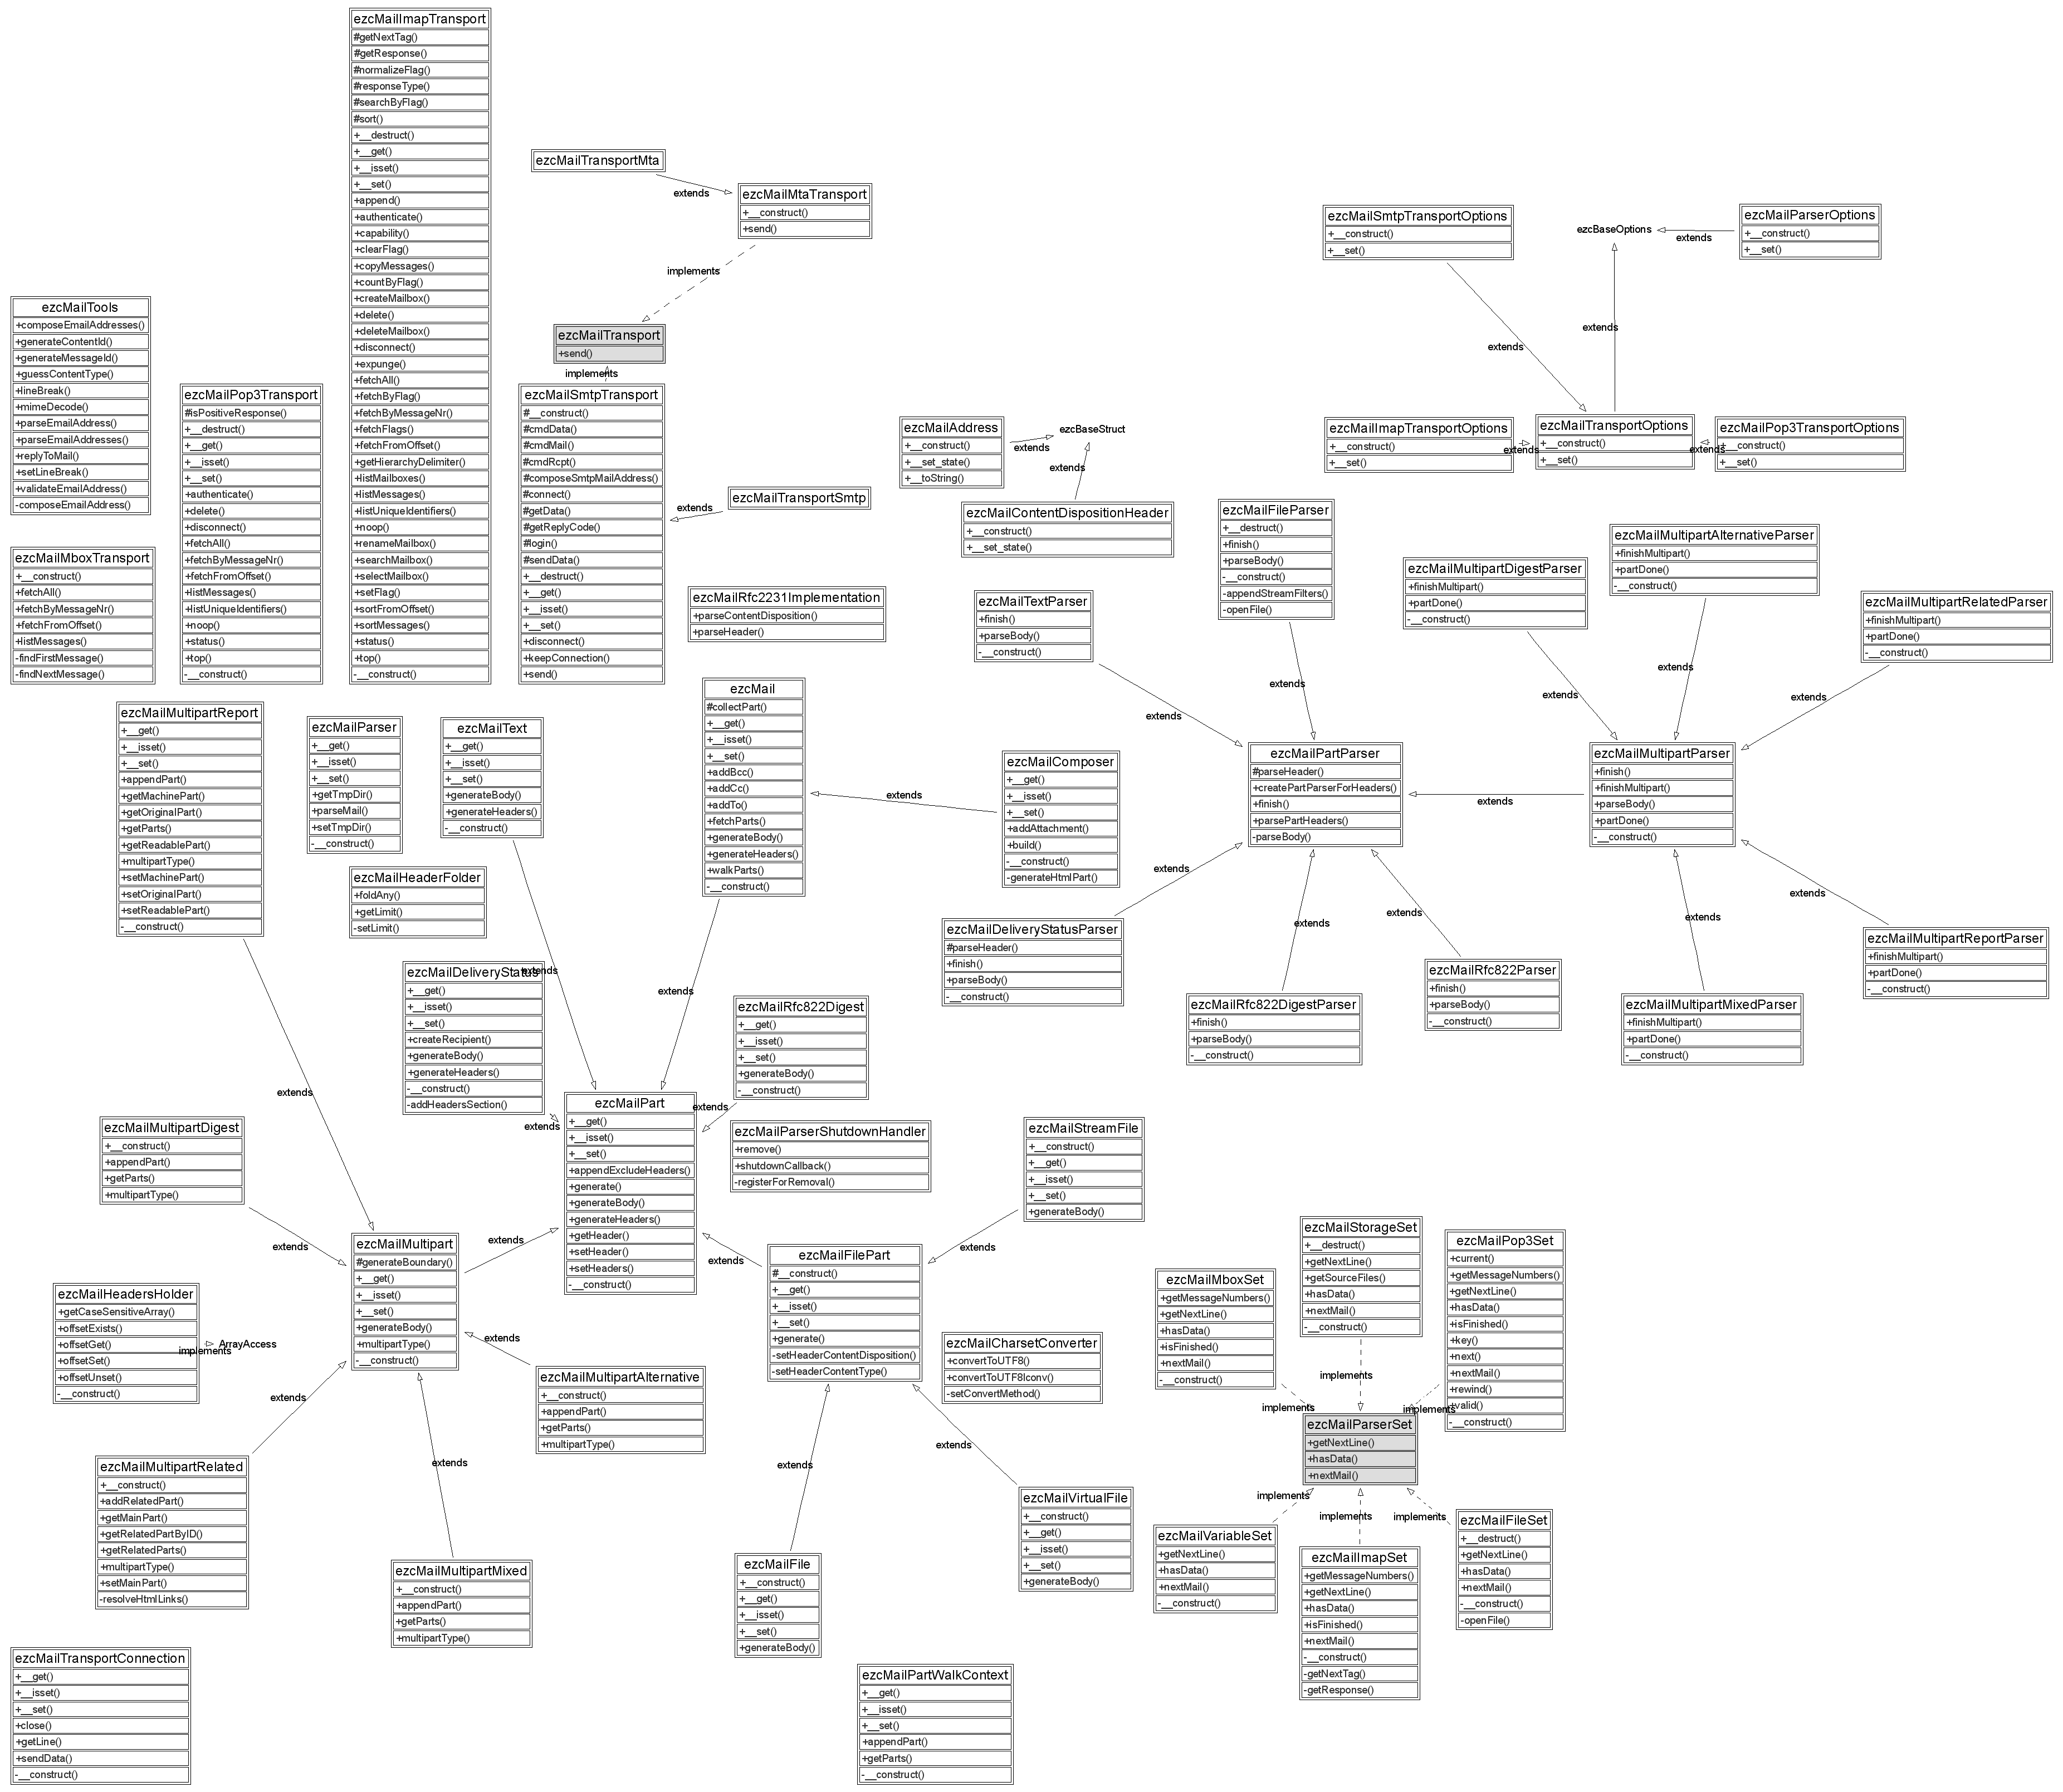 ezcMailImapTransport
#getNextTag()
#getResponse()
#normalizeFlag()
#responseType()
#searchByFlag()
#sort()
+__destruct()
+__get()
+__isset()
+__set()
+append()
+authenticate()
+capability()
+clearFlag()
+copyMessages()
+countByFlag()
+createMailbox()
+delete()
+deleteMailbox()
+disconnect()
+expunge()
+fetchAll()
+fetchByFlag()
+fetchByMessageNr()
+fetchFlags()
+fetchFromOffset()
+getHierarchyDelimiter()
+listMailboxes()
+listMessages()
+listUniqueIdentifiers()
+noop()
+renameMailbox()
+searchMailbox()
+selectMailbox()
+setFlag()
+sortFromOffset()
+sortMessages()
+status()
+top()
-__construct()
ezcMailTransportMta
extends
ezcMailMtaTransport
+__construct()
+send()
implements
ezcMailTransport
+send()
implements
ezcMailSmtpTransport
#__construct()
#cmdData()
#cmdMail()
#cmdRcpt()
#composeSmtpMailAddress()
#connect()
#getData()
#getReplyCode()
#login()
#sendData()
+__destruct()
+__get()
+__isset()
+__set()
+disconnect()
+keepConnection()
+send()
extends
ezcMailTransportSmtp
ezcMailTools
+composeEmailAddresses()
+generateContentId()
+generateMessageId()
+guessContentType()
+lineBreak()
+mimeDecode()
+parseEmailAddress()
+parseEmailAddresses()
+replyToMail()
+setLineBreak()
+validateEmailAddress()
-composeEmailAddress()
ezcMailPop3Transport
#isPositiveResponse()
+__destruct()
+__get()
+__isset()
+__set()
+authenticate()
+delete()
+disconnect()
+fetchAll()
+fetchByMessageNr()
+fetchFromOffset()
+listMessages()
+listUniqueIdentifiers()
+noop()
+status()
+top()
-__construct()
ezcMailMboxTransport
+__construct()
+fetchAll()
+fetchByMessageNr()
+fetchFromOffset()
+listMessages()
-findFirstMessage()
-findNextMessage()
ezcMailSmtpTransportOptions
+__construct()
+__set()
ezcBaseOptions
extends
ezcMailParserOptions
+__construct()
+__set()
extends
extends
ezcMailImapTransportOptions
+__construct()
+__set()
extends
ezcMailTransportOptions
+__construct()
+__set()
extends
ezcMailPop3TransportOptions
+__construct()
+__set()
ezcMailAddress
+__construct()
+__set_state()
+__toString()
extends
ezcBaseStruct
extends
ezcMailContentDispositionHeader
+__construct()
+__set_state()
ezcMailRfc2231Implementation
+parseContentDisposition()
+parseHeader()
ezcMailTextParser
+finish()
+parseBody()
-__construct()
extends
ezcMailFileParser
+__destruct()
+finish()
+parseBody()
-__construct()
-appendStreamFilters()
-openFile()
extends
ezcMailMultipartDigestParser
+finishMultipart()
+partDone()
-__construct()
extends
ezcMailMultipartAlternativeParser
+finishMultipart()
+partDone()
-__construct()
extends
ezcMailMultipartRelatedParser
+finishMultipart()
+partDone()
-__construct()
extends
ezcMailPartParser
#parseHeader()
+createPartParserForHeaders()
+finish()
+parsePartHeaders()
-parseBody()
extends
ezcMailMultipartParser
+finish()
+finishMultipart()
+parseBody()
+partDone()
-__construct()
extends
ezcMailDeliveryStatusParser
#parseHeader()
+finish()
+parseBody()
-__construct()
extends
ezcMailRfc822DigestParser
+finish()
+parseBody()
-__construct()
extends
ezcMailRfc822Parser
+finish()
+parseBody()
-__construct()
extends
ezcMailMultipartMixedParser
+finishMultipart()
+partDone()
-__construct()
extends
ezcMailMultipartReportParser
+finishMultipart()
+partDone()
-__construct()
ezcMailMultipartReport
+__get()
+__isset()
+__set()
+appendPart()
+getMachinePart()
+getOriginalPart()
+getParts()
+getReadablePart()
+multipartType()
+setMachinePart()
+setOriginalPart()
+setReadablePart()
-__construct()
extends
ezcMailParser
+__get()
+__isset()
+__set()
+getTmpDir()
+parseMail()
+setTmpDir()
-__construct()
ezcMailText
+__get()
+__isset()
+__set()
+generateBody()
+generateHeaders()
-__construct()
extends
ezcMail
#collectPart()
+__get()
+__isset()
+__set()
+addBcc()
+addCc()
+addTo()
+fetchParts()
+generateBody()
+generateHeaders()
+walkParts()
-__construct()
extends
extends
ezcMailComposer
+__get()
+__isset()
+__set()
+addAttachment()
+build()
-__construct()
-generateHtmlPart()
ezcMailHeaderFolder
+foldAny()
+getLimit()
-setLimit()
ezcMailDeliveryStatus
+__get()
+__isset()
+__set()
+createRecipient()
+generateBody()
+generateHeaders()
-__construct()
-addHeadersSection()
extends
ezcMailRfc822Digest
+__get()
+__isset()
+__set()
+generateBody()
-__construct()
extends
ezcMailPart
+__get()
+__isset()
+__set()
+appendExcludeHeaders()
+generate()
+generateBody()
+generateHeaders()
+getHeader()
+setHeader()
+setHeaders()
-__construct()
ezcMailParserShutdownHandler
+remove()
+shutdownCallback()
-registerForRemoval()
ezcMailStreamFile
+__construct()
+__get()
+__isset()
+__set()
+generateBody()
extends
ezcMailMultipartDigest
+__construct()
+appendPart()
+getParts()
+multipartType()
extends
ezcMailMultipart
#generateBoundary()
+__get()
+__isset()
+__set()
+generateBody()
+multipartType()
-__construct()
extends
extends
ezcMailFilePart
#__construct()
+__get()
+__isset()
+__set()
+generate()
-setHeaderContentDisposition()
-setHeaderContentType()
ezcMailHeadersHolder
+getCaseSensitiveArray()
+offsetExists()
+offsetGet()
+offsetSet()
+offsetUnset()
-__construct()
implements
ArrayAccess
extends
extends
ezcMailMultipartAlternative
+__construct()
+appendPart()
+getParts()
+multipartType()
ezcMailCharsetConverter
+convertToUTF8()
+convertToUTF8Iconv()
-setConvertMethod()
ezcMailMultipartRelated
+__construct()
+addRelatedPart()
+getMainPart()
+getRelatedPartByID()
+getRelatedParts()
+multipartType()
+setMainPart()
-resolveHtmlLinks()
extends
ezcMailMultipartMixed
+__construct()
+appendPart()
+getParts()
+multipartType()
extends
ezcMailFile
+__construct()
+__get()
+__isset()
+__set()
+generateBody()
extends
ezcMailVirtualFile
+__construct()
+__get()
+__isset()
+__set()
+generateBody()
ezcMailMboxSet
+getMessageNumbers()
+getNextLine()
+hasData()
+isFinished()
+nextMail()
-__construct()
implements
ezcMailStorageSet
+__destruct()
+getNextLine()
+getSourceFiles()
+hasData()
+nextMail()
-__construct()
implements
ezcMailPop3Set
+current()
+getMessageNumbers()
+getNextLine()
+hasData()
+isFinished()
+key()
+next()
+nextMail()
+rewind()
+valid()
-__construct()
implements
ezcMailParserSet
+getNextLine()
+hasData()
+nextMail()
implements
implements
implements
ezcMailVariableSet
+getNextLine()
+hasData()
+nextMail()
-__construct()
ezcMailImapSet
+getMessageNumbers()
+getNextLine()
+hasData()
+isFinished()
+nextMail()
-__construct()
-getNextTag()
-getResponse()
ezcMailFileSet
+__destruct()
+getNextLine()
+hasData()
+nextMail()
-__construct()
-openFile()
ezcMailTransportConnection
+__get()
+__isset()
+__set()
+close()
+getLine()
+sendData()
-__construct()
ezcMailPartWalkContext
+__get()
+__isset()
+__set()
+appendPart()
+getParts()
-__construct()